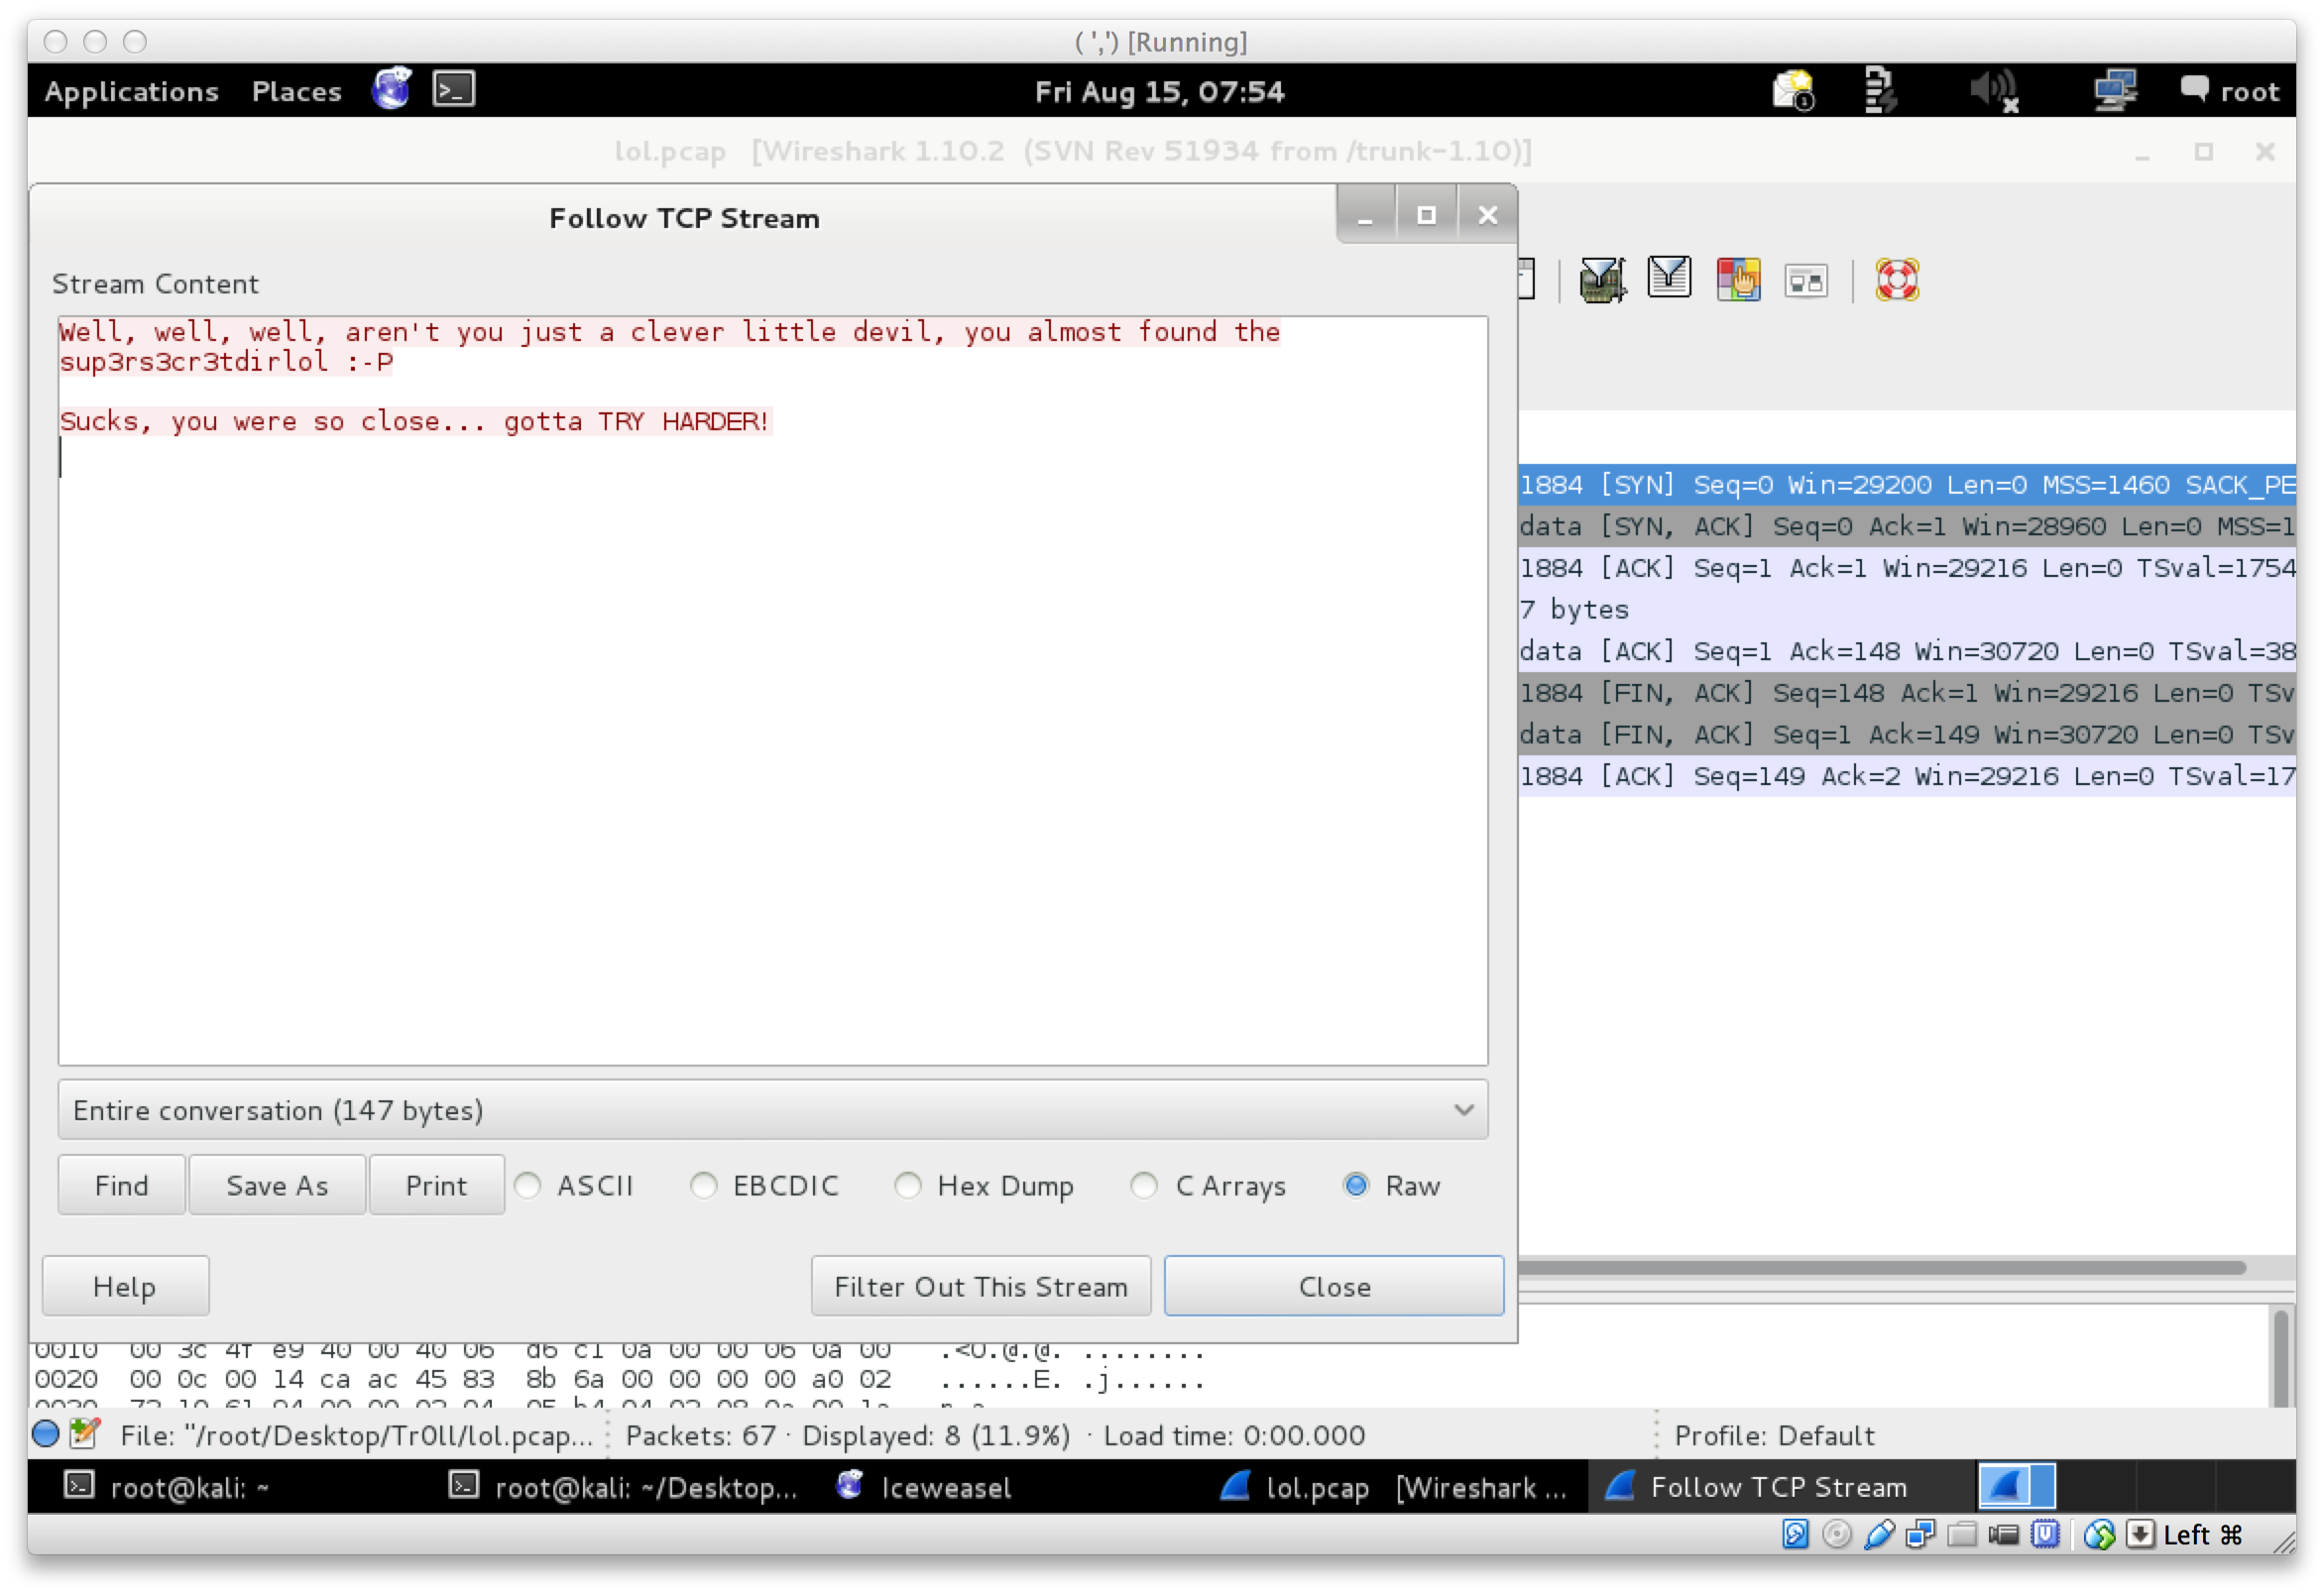 ( ',') [Running]
Applications Places Fri Aug 15, 07:54 root
lol.pcap [Wireshark 1.10.2 (SVN Rev 51934 from /trunk-1.10)]
Follow TCP Stream
Stream Content
Well, well, well, aren't you just a clever little devil, you almost found the
sup3rs3cr3tdirlol :-P
Sucks, you were so close... gotta TRY HARDER!
1884 [SYN] Seq=0 Win=29200 Len=0 MSS=1460 SACK_PE
data [SYN, ACK] Seq=0 Ack=1 Win=28960 Len=0 MSS=1
1884 [ACK] Seq=1 Ack=1 Win=29216 Len=0 TSval=1754
7 bytes
data [ACK] Seq=1 Ack=148 Win=30720 Len=0 TSval=38
1884 [FIN, ACK] Seq=148 Ack=1 Win=29216 Len=0 TSv
data [FIN, ACK] Seq=1 Ack=149 Win=30720 Len=0 TSv
1884 [ACK] Seq=149 Ack=2 Win=29216 Len=0 TSval=17
Entire conversation (147 bytes)
Find Save As Print ASCII EBCDIC Hex Dump C Arrays Raw
Help Filter Out This Stream Close
0010 00 3c 4f e9 40 00 40 06 d6 c1 0a 00 00 06 0a 00 .<O.@.@. ........
0020 00 0c 00 14 ca ac 45 83 8b 6a 00 00 00 00 a0 02 ......E. .j......
File: "/root/Desktop/Tr0ll/lol.pcap... Packets: 67 · Displayed: 8 (11.9%) · Load time: 0:00.000 Profile: Default
root@kali: ~ root@kali: ~/Desktop... Iceweasel lol.pcap [Wireshark ... Follow TCP Stream
Left ⌘